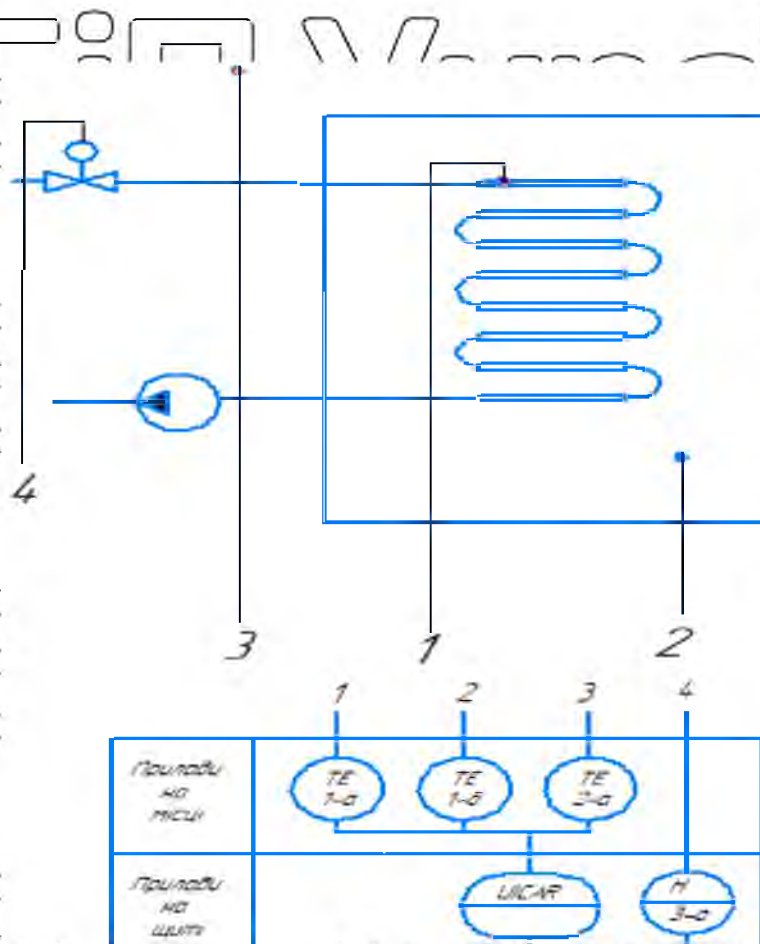 4
3
1
2
1 2 3 4
Прилади
на
місці
TE
1-а
TE
1-б
TE
2-а
Прилади
на
щиті
UICAR
H
3-а